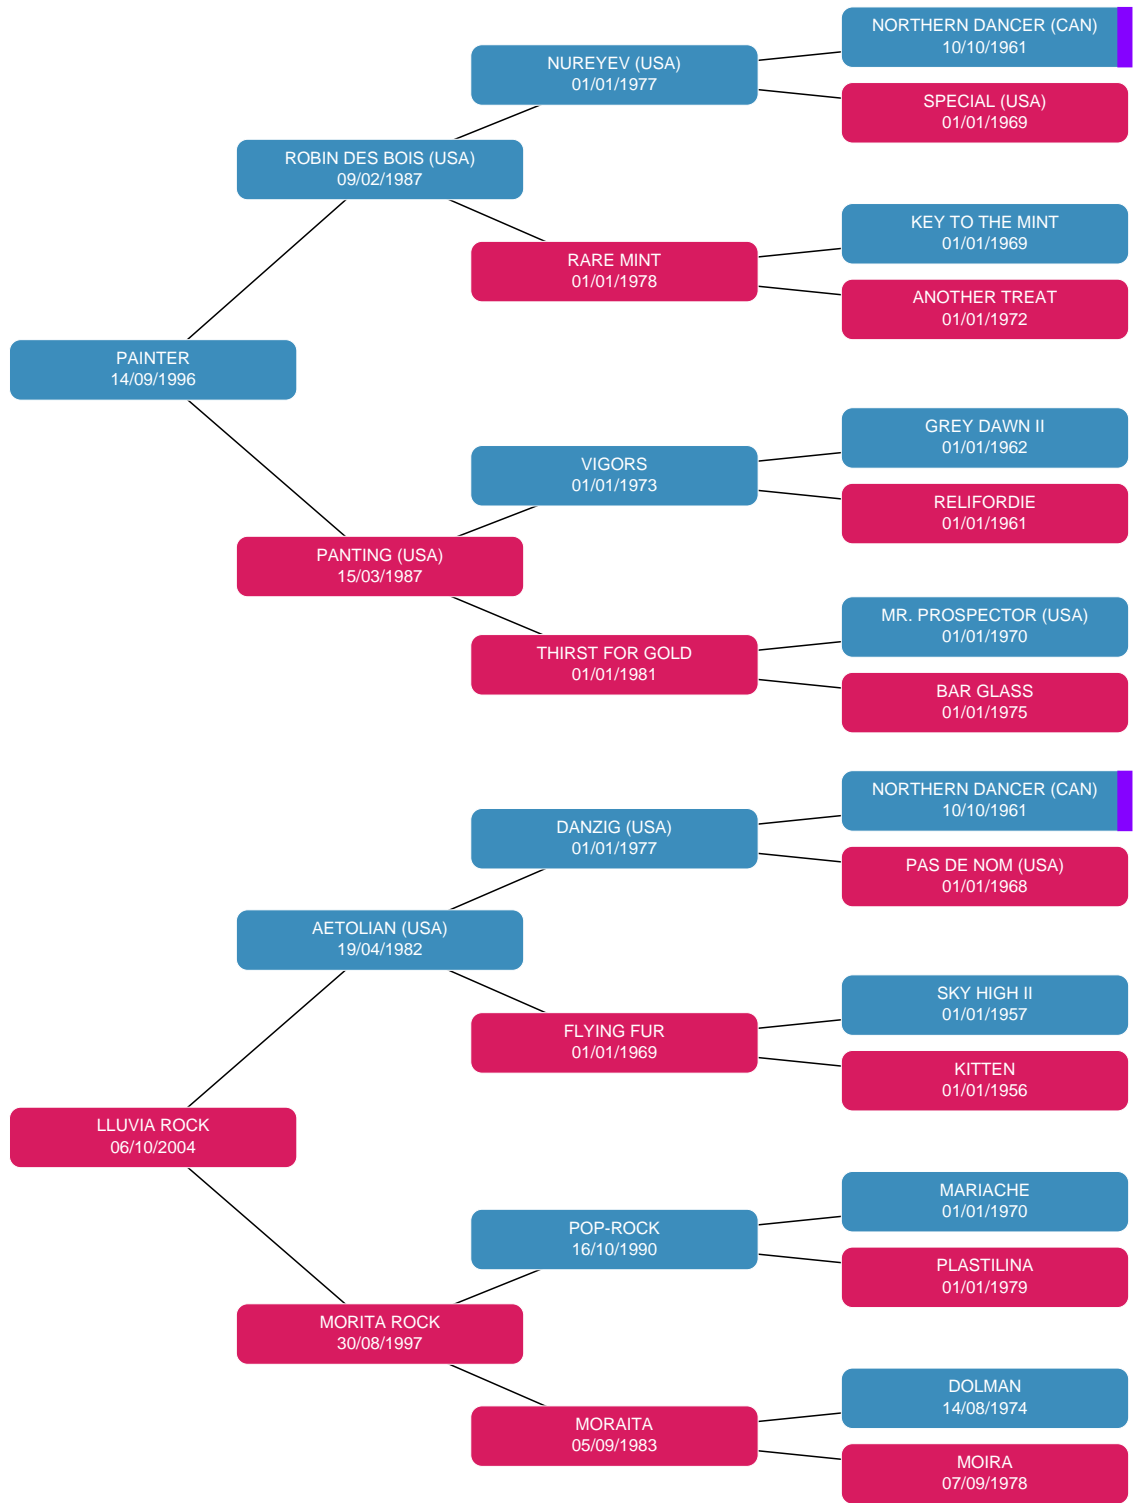 NORTHERN DANCER (CAN)
10/10/1961
NUREYEV (USA)
01/01/1977
SPECIAL (USA)
01/01/1969
ROBIN DES BOIS (USA)
09/02/1987
KEY TO THE MINT
01/01/1969
RARE MINT
01/01/1978
ANOTHER TREAT
01/01/1972
PAINTER
14/09/1996
GREY DAWN II
01/01/1962
VIGORS
01/01/1973
RELIFORDIE
01/01/1961
PANTING (USA)
15/03/1987
MR. PROSPECTOR (USA)
01/01/1970
THIRST FOR GOLD
01/01/1981
BAR GLASS
01/01/1975
NORTHERN DANCER (CAN)
10/10/1961
DANZIG (USA)
01/01/1977
PAS DE NOM (USA)
01/01/1968
AETOLIAN (USA)
19/04/1982
SKY HIGH II
01/01/1957
FLYING FUR
01/01/1969
KITTEN
01/01/1956
LLUVIA ROCK
06/10/2004
MARIACHE
01/01/1970
POP-ROCK
16/10/1990
PLASTILINA
01/01/1979
MORITA ROCK
30/08/1997
DOLMAN
14/08/1974
MORAITA
05/09/1983
MOIRA
07/09/1978